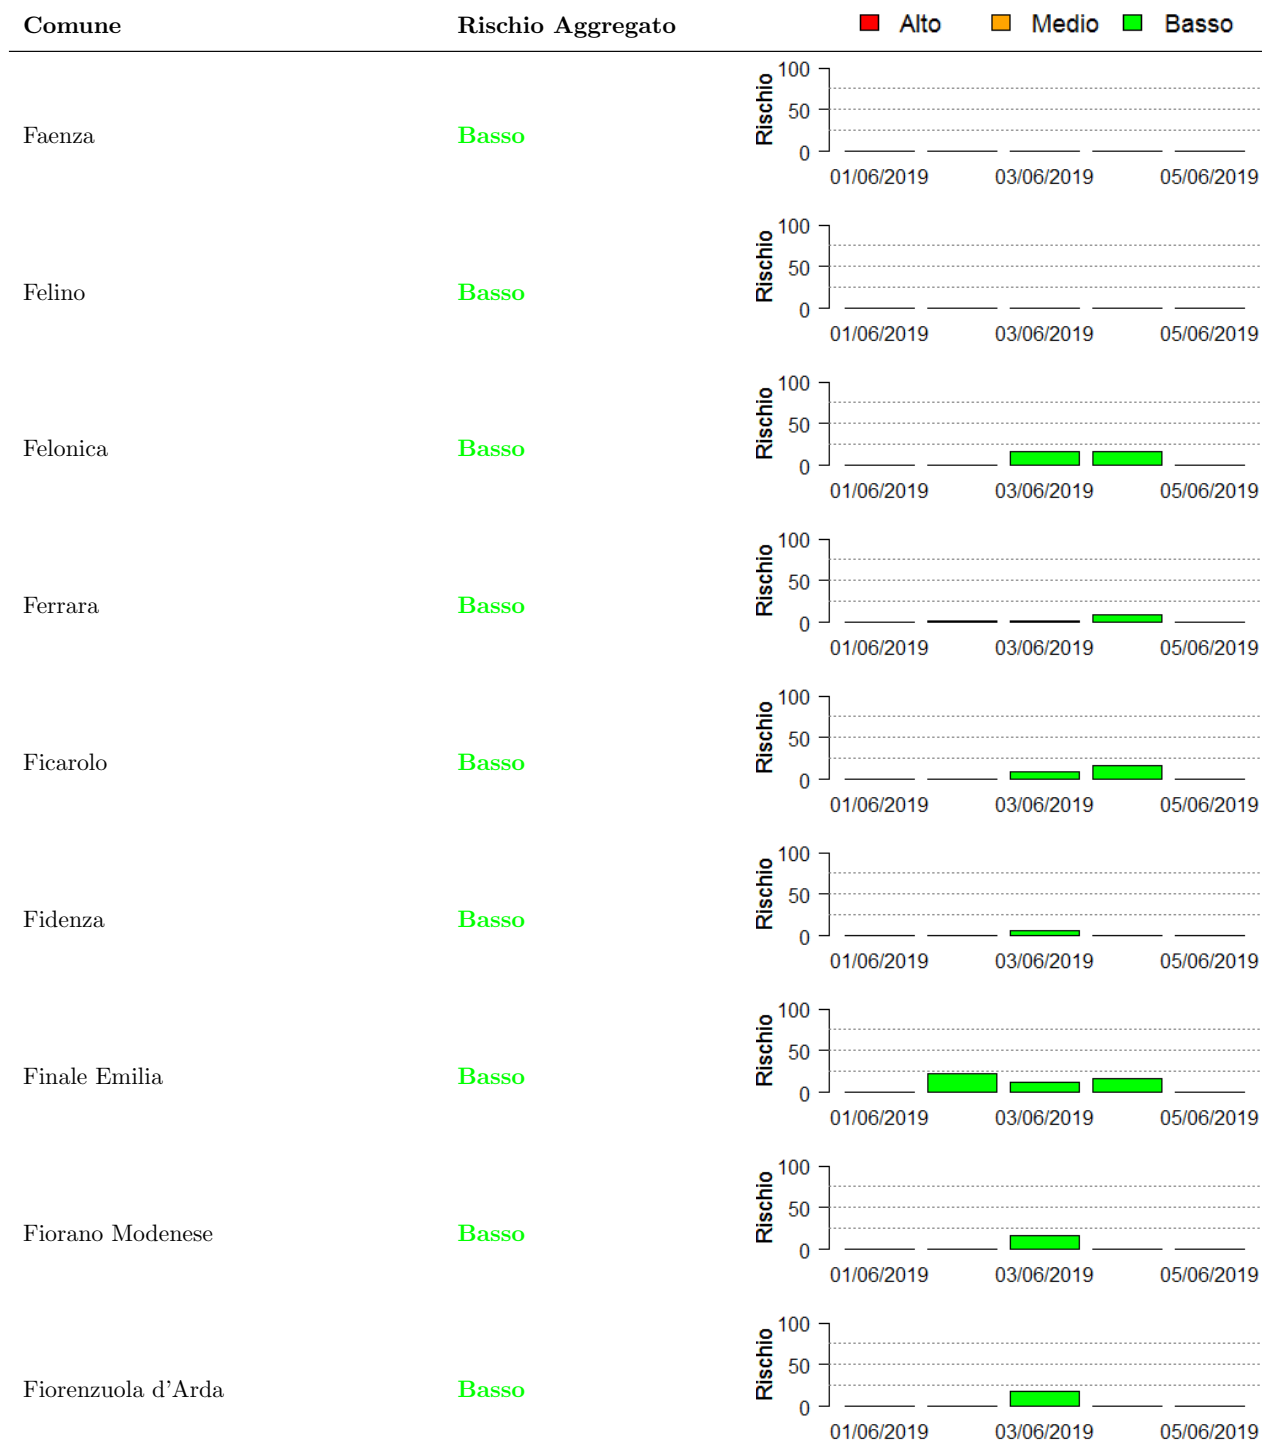 Comune Rischio Aggregato Alto Medio Basso
Faenza Basso Rischio 100 50 0
01/06/2019 03/06/2019 05/06/2019
Felino Basso Rischio 100 50 0
01/06/2019 03/06/2019 05/06/2019
Felonica Basso Rischio 100 50 0
01/06/2019 03/06/2019 05/06/2019
Ferrara Basso Rischio 100 50 0
01/06/2019 03/06/2019 05/06/2019
Ficarolo Basso Rischio 100 50 0
01/06/2019 03/06/2019 05/06/2019
Fidenza Basso Rischio 100 50 0
01/06/2019 03/06/2019 05/06/2019
Finale Emilia Basso Rischio 100 50 0
01/06/2019 03/06/2019 05/06/2019
Fiorano Modenese Basso Rischio 100 50 0
01/06/2019 03/06/2019 05/06/2019
Fiorenzuola d'Arda Basso Rischio 100 50 0
01/06/2019 03/06/2019 05/06/2019